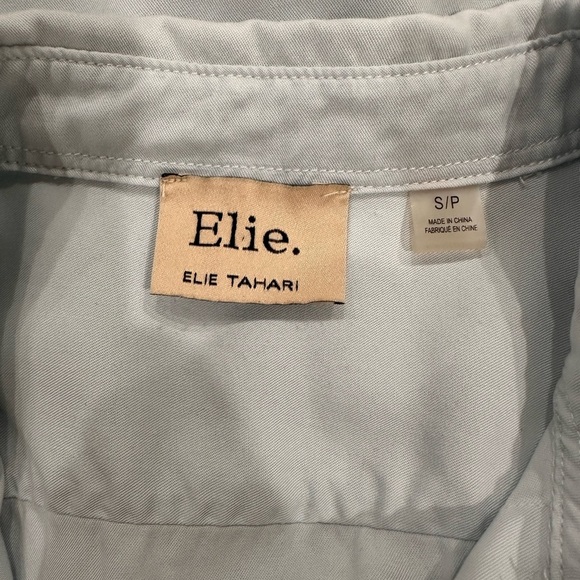 Elie.
ELIE TAHARI
S/P
MADE IN CHINA
FABRIQUÉ EN CHINE